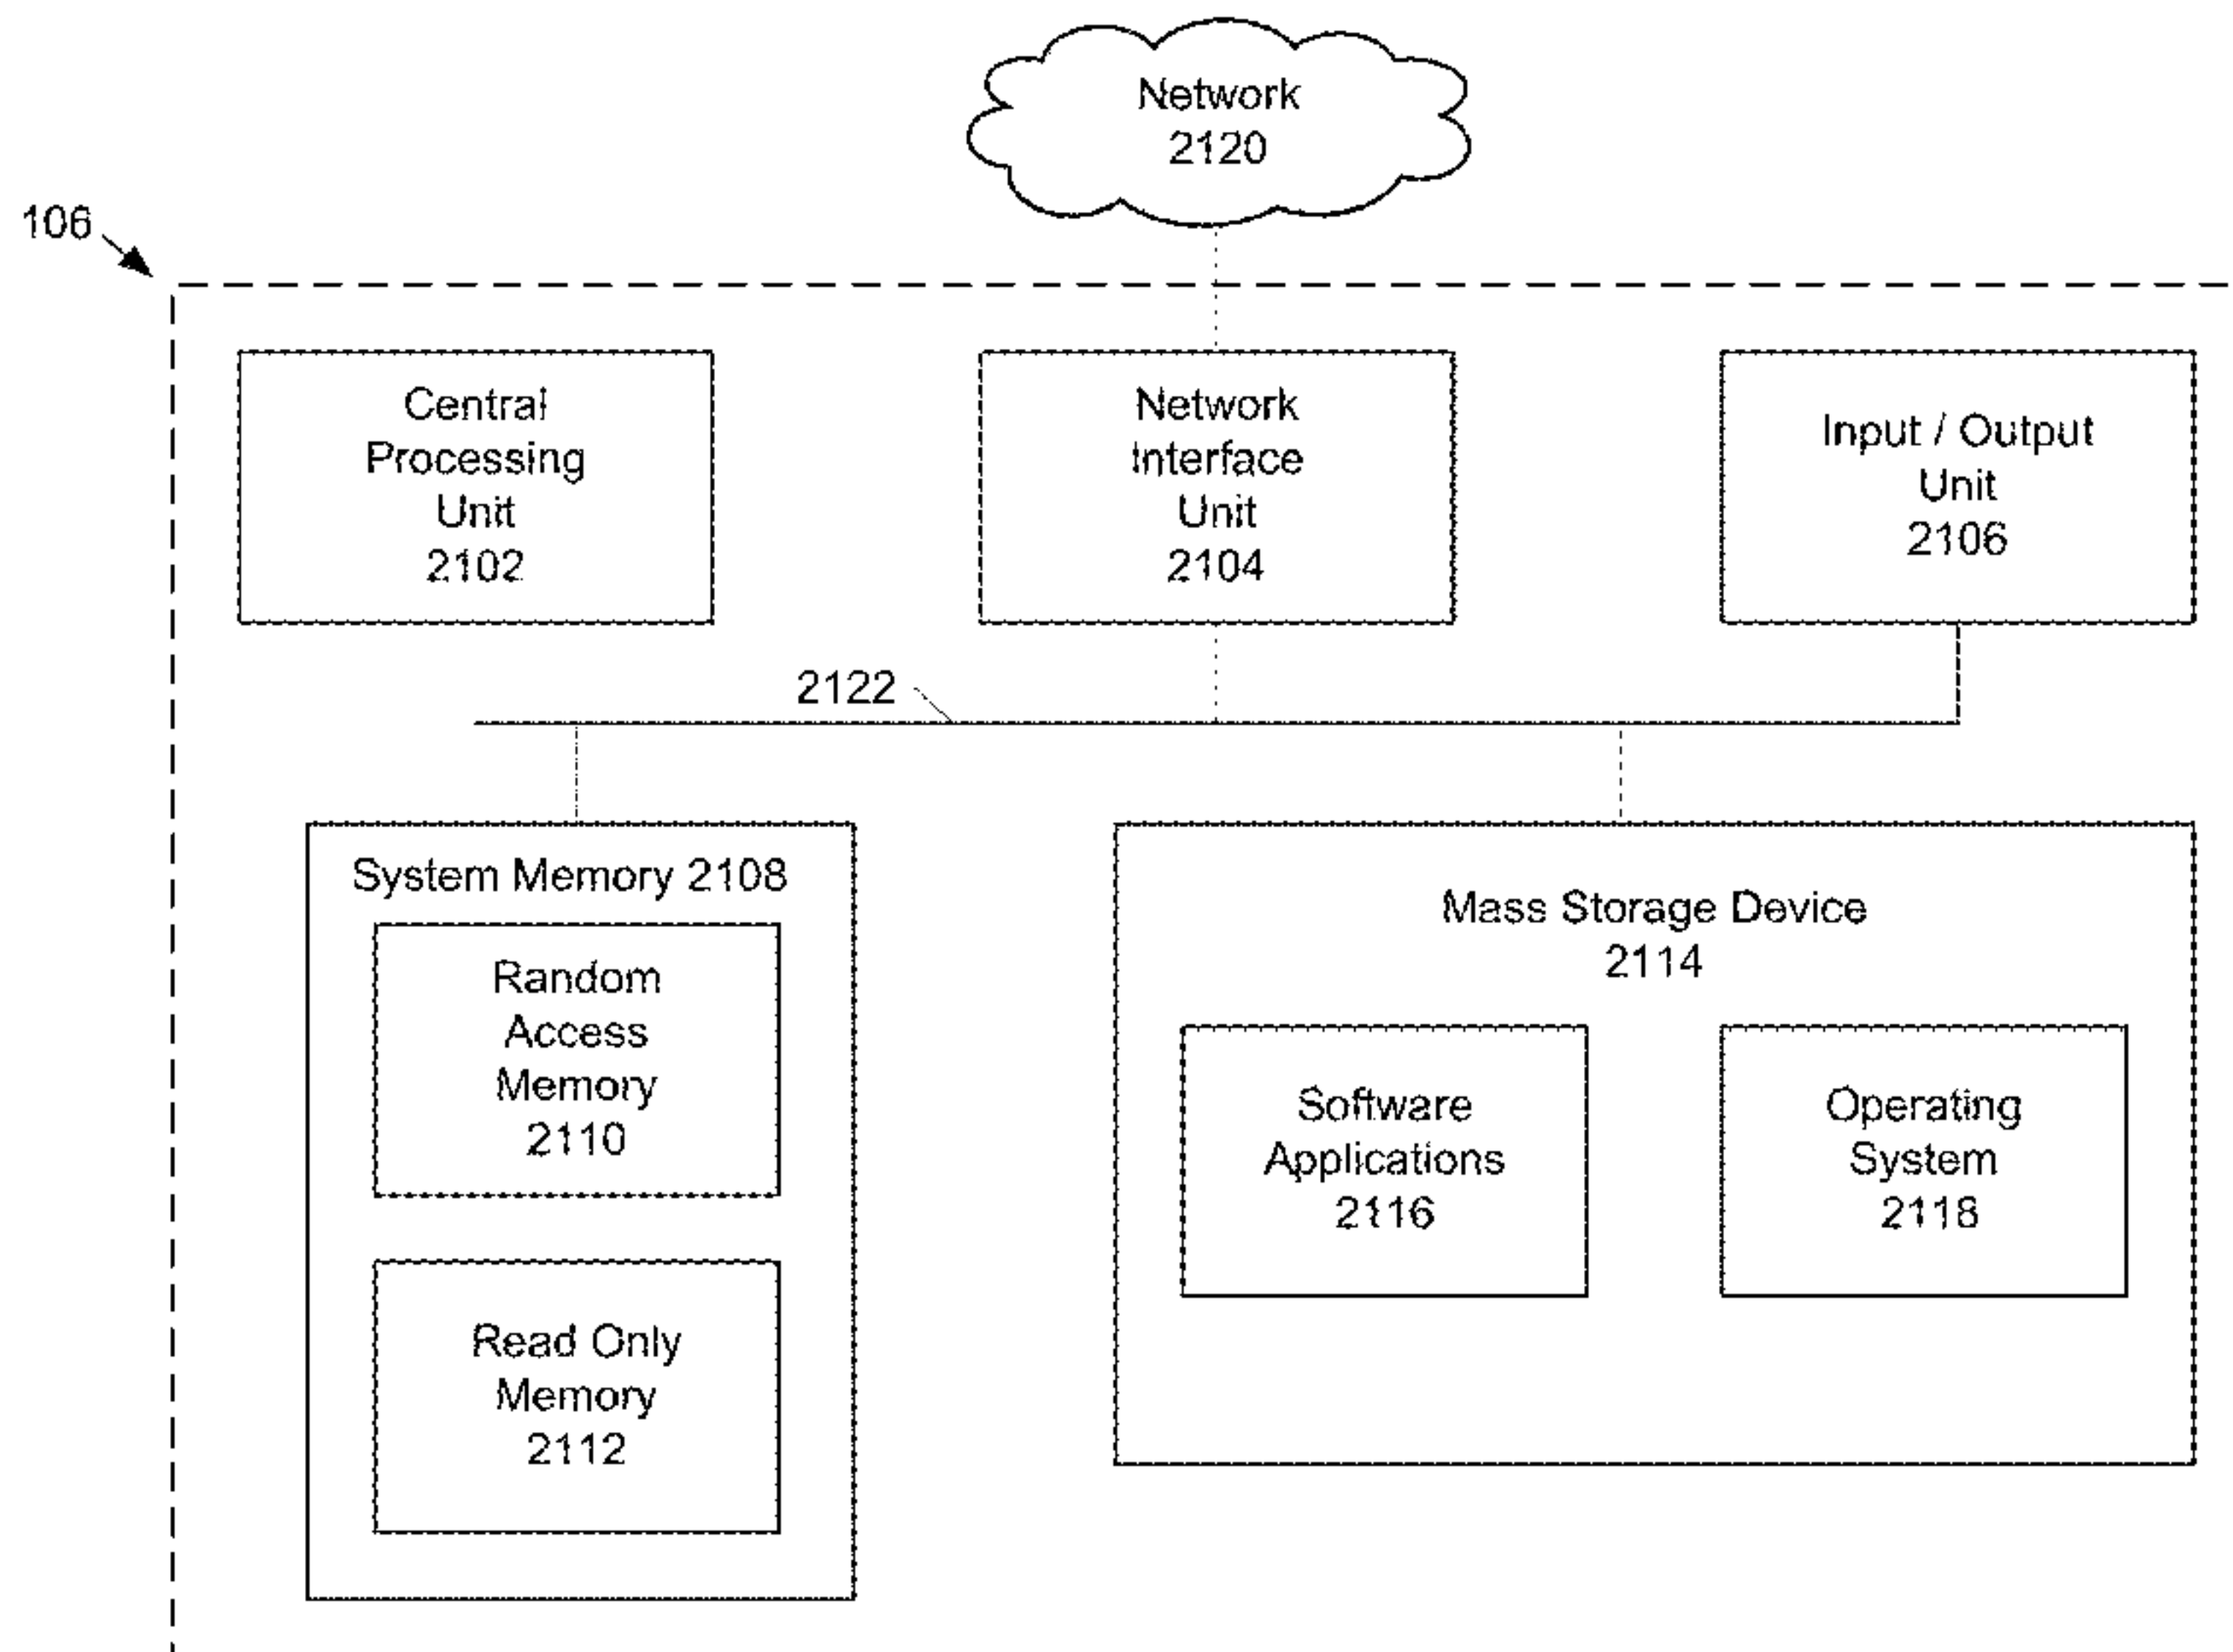 Network
2120
106
Central
Processing
Unit
2102
Network
Interface
Unit
2104
Input / Output
Unit
2106
2122
System Memory 2108
Random
Access
Memory
2110
Read Only
Memory
2112
Mass Storage Device
2114
Software
Applications
2116
Operating
System
2118